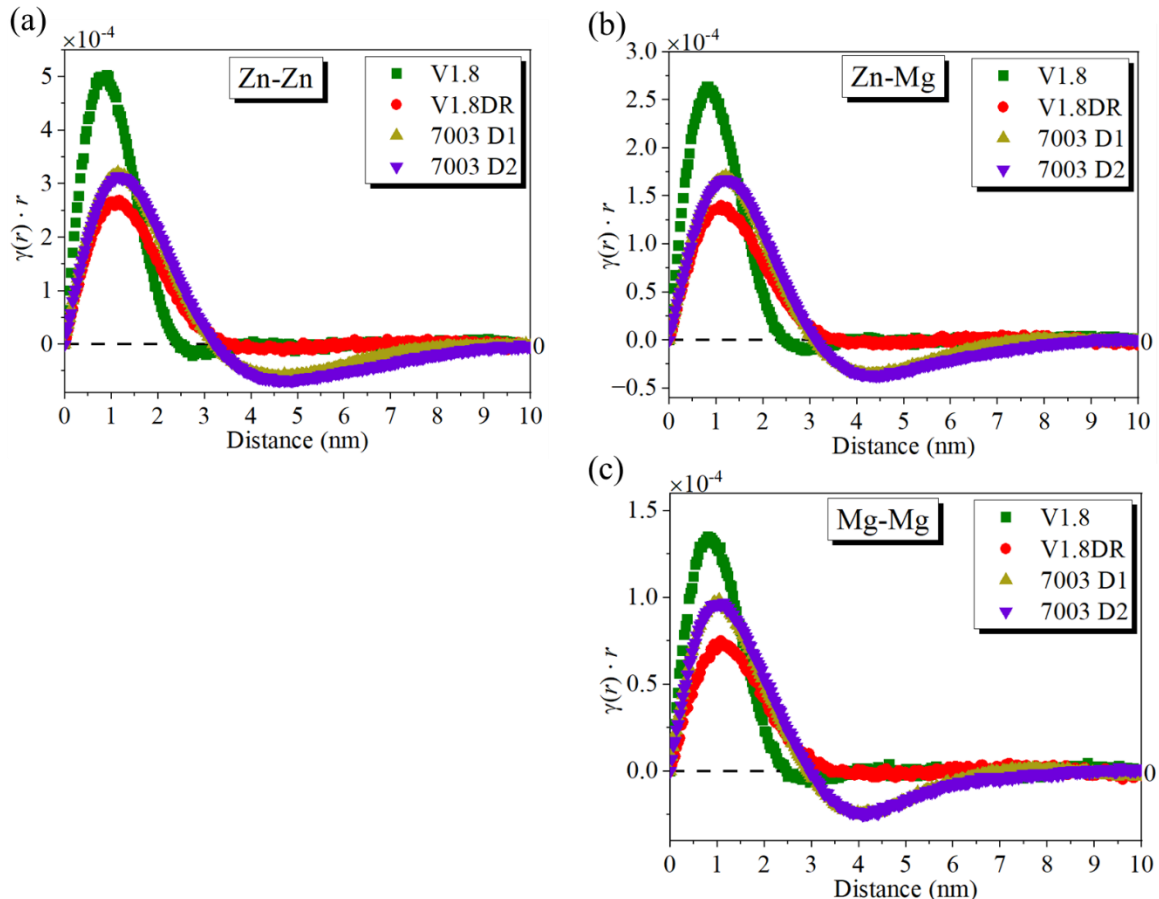 (a)
×10⁻⁴
Zn-Zn
V1.8
V1.8DR
7003 D1
7003 D2
5
4
3
2
1
0
0
γ(r) · r
0 1 2 3 4 5 6 7 8 9 10
Distance (nm)
(b)
×10⁻⁴
Zn-Mg
V1.8
V1.8DR
7003 D1
7003 D2
3.0
2.5
2.0
1.5
1.0
0.5
0.0
−0.5
0
γ(r) · r
0 1 2 3 4 5 6 7 8 9 10
Distance (nm)
(c)
×10⁻⁴
Mg-Mg
V1.8
V1.8DR
7003 D1
7003 D2
1.5
1.0
0.5
0.0
0
γ(r) · r
0 1 2 3 4 5 6 7 8 9 10
Distance (nm)